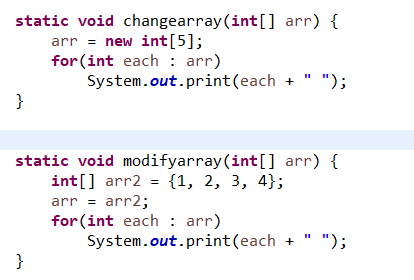 static void changearray(int[] arr) {
    arr = new int[5];
    for(int each : arr)
        System.out.print(each + " ");
}
static void modifyarray(int[] arr) {
    int[] arr2 = {1, 2, 3, 4};
    arr = arr2;
    for(int each : arr)
        System.out.print(each + " ");
}